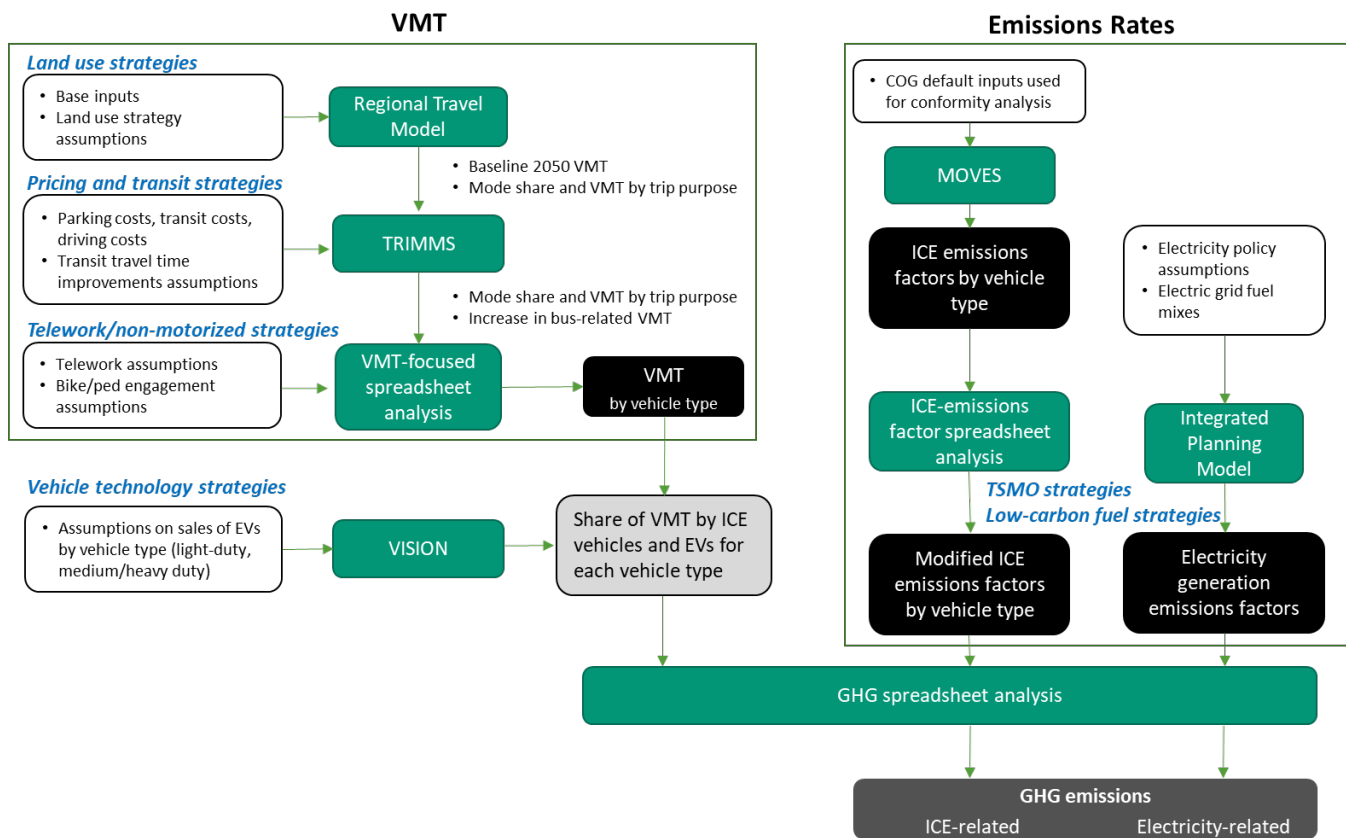 VMT
Land use strategies
• Base inputs
• Land use strategy
assumptions
Regional Travel
Model
• Baseline 2050 VMT
• Mode share and VMT by trip purpose
Pricing and transit strategies
• Parking costs, transit costs,
driving costs
• Transit travel time
improvements assumptions
TRIMMS
• Mode share and VMT by trip purpose
• Increase in bus-related VMT
Telework/non-motorized strategies
• Telework assumptions
• Bike/ped engagement
assumptions
VMT-focused
spreadsheet
analysis
VMT
by vehicle type
Vehicle technology strategies
• Assumptions on sales of EVs
by vehicle type (light-duty,
medium/heavy duty)
VISION
Share of VMT by ICE
vehicles and EVs for
each vehicle type
Emissions Rates
• COG default inputs used
for conformity analysis
MOVES
ICE emissions
factors by vehicle
type
• Electricity policy
assumptions
• Electric grid fuel
mixes
ICE-emissions
factor spreadsheet
analysis
Integrated
Planning
Model
TSMO strategies
Low-carbon fuel strategies
Modified ICE
emissions factors
by vehicle type
Electricity
generation
emissions factors
GHG spreadsheet analysis
GHG emissions
ICE-related
Electricity-related